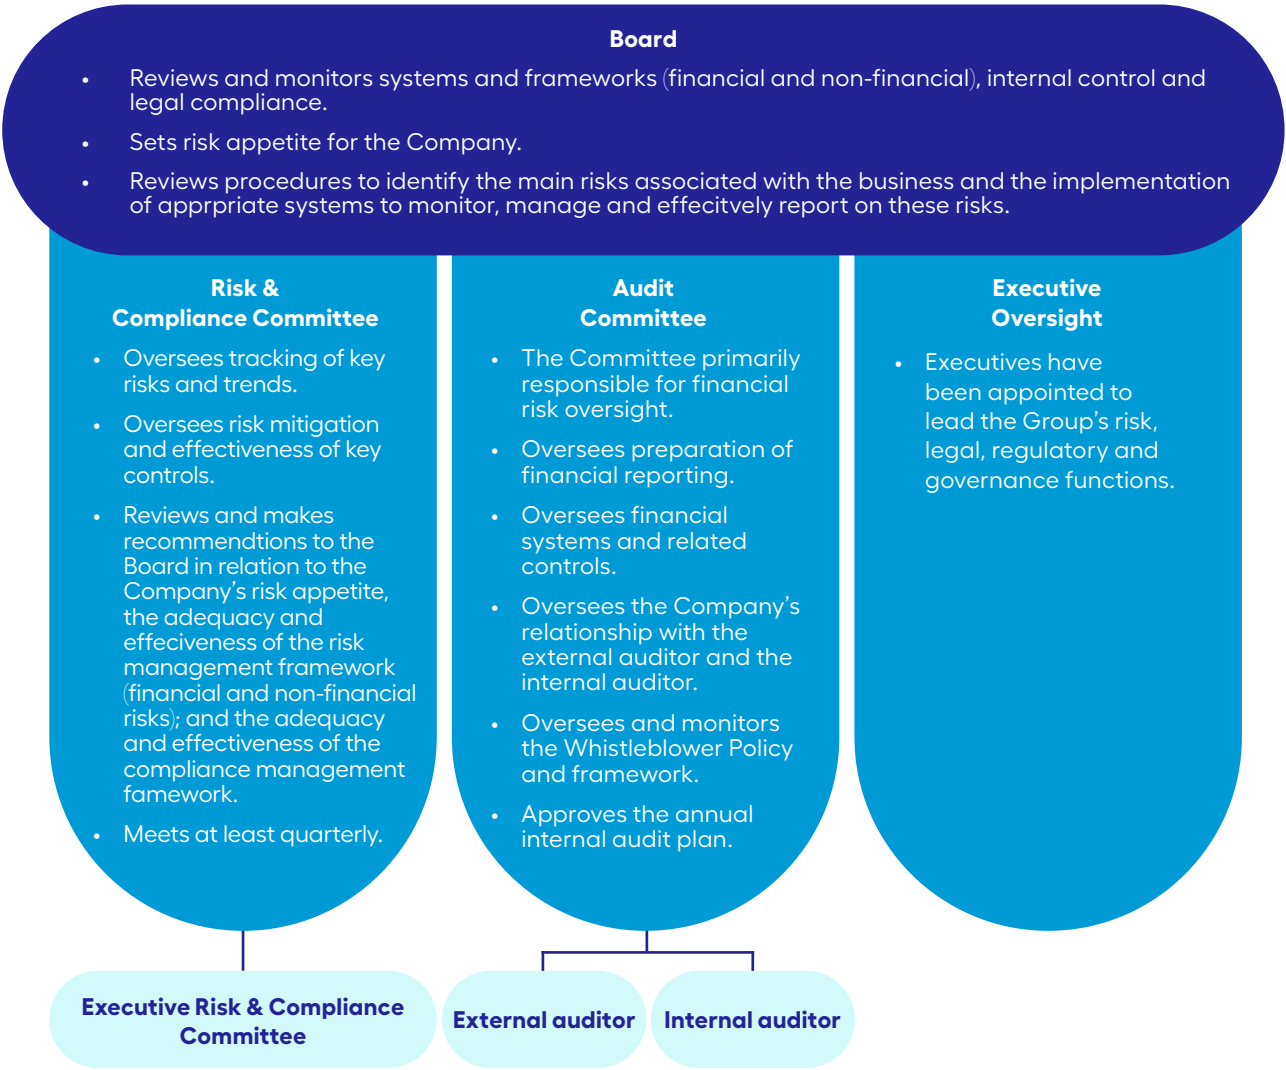 Board
• Reviews and monitors systems and frameworks (financial and non-financial), internal control and
legal compliance.
• Sets risk appetite for the Company.
• Reviews procedures to identify the main risks associated with the business and the implementation
of apprpriate systems to monitor, manage and effecitvely report on these risks.
Risk &
Compliance Committee
• Oversees tracking of key
risks and trends.
• Oversees risk mitigation
and effectiveness of key
controls.
• Reviews and makes
recommendtions to the
Board in relation to the
Company’s risk appetite,
the adequacy and
effeciveness of the risk
management framework
(financial and non-financial
risks); and the adequacy
and effectiveness of the
compliance management
famework.
• Meets at least quarterly.
Audit
Committee
• The Committee primarily
responsible for financial
risk oversight.
• Oversees preparation of
financial reporting.
• Oversees financial
systems and related
controls.
• Oversees the Company’s
relationship with the
external auditor and the
internal auditor.
• Oversees and monitors
the Whistleblower Policy
and framework.
• Approves the annual
internal audit plan.
Executive
Oversight
• Executives have
been appointed to
lead the Group’s risk,
legal, regulatory and
governance functions.
Executive Risk & Compliance
Committee
External auditor
Internal auditor